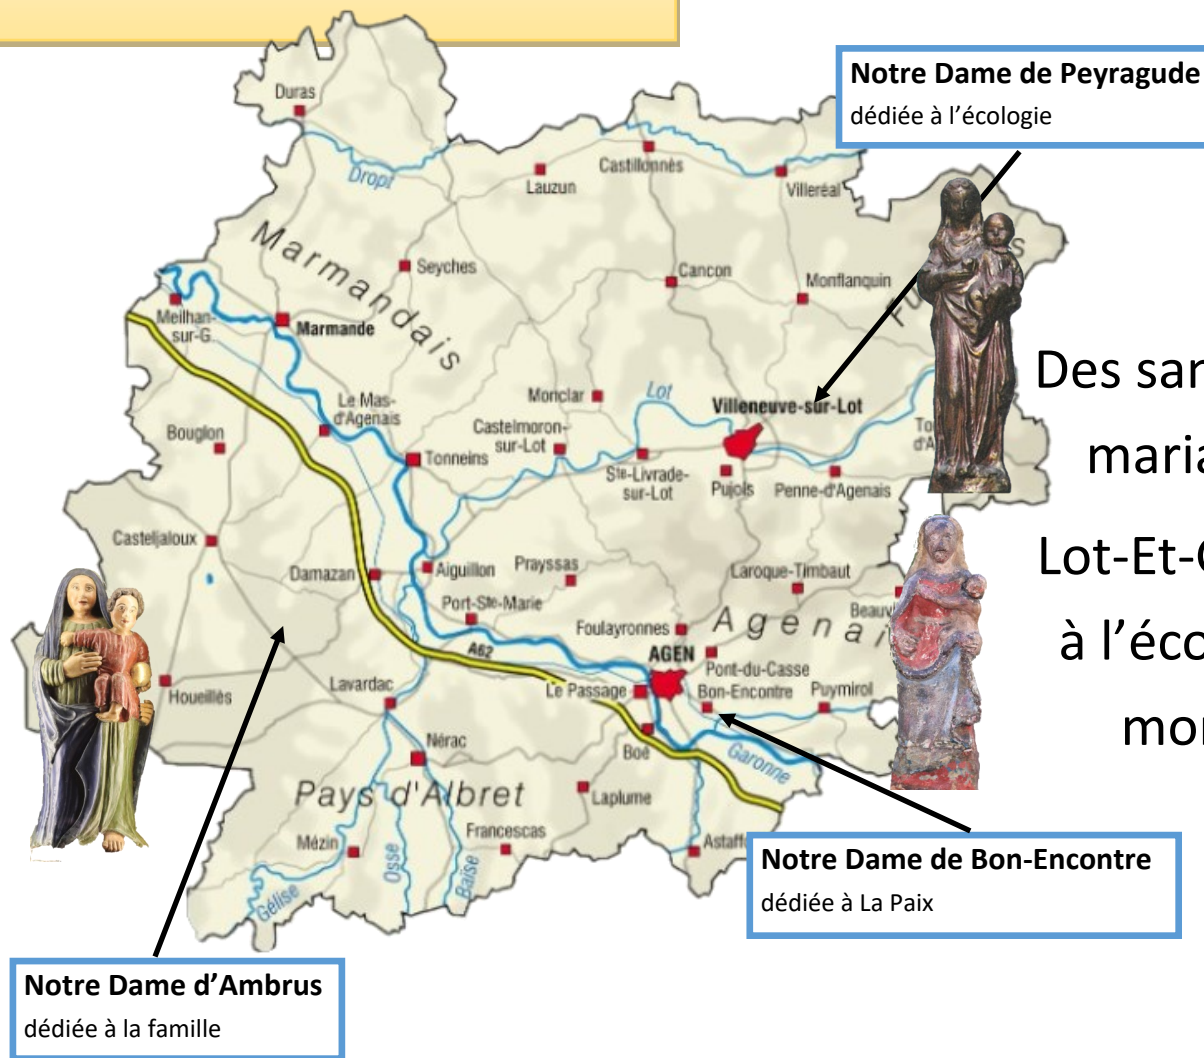 Notre Dame de Peyragude
dédiée à l'écologie
Duras
Dropt
Lauzun
Castillonnès
Villeréal
Marmandais
Seyches
Cancon
Monflanquin
Meilhan-
sur-G.
Marmande
Des
maria
Lot-Et-
à l'éco
mo
Monclar
Lot
Villeneuve-sur-Lot
Le Mas-
d'Agenais
Bouglon
Castelmoron-
sur-Lot
Tonneins
Ste-Livrade-
sur-Lot
Pujols
Penne-d'Agenais
Casteljaloux
Damazan
Aiguillon
Prayssas
Laroque-Timbaut
Port-Ste-Marie
Beauv
Foulayronnes
Agenai
A62
AGEN
Pont-du-Casse
Houeillès
Lavardac
Le Passage
Bon-Encontre
Puymirol
Nérac
Boé
Garonne
Pays d'Albret
Laplume
Mézin
Francescas
Astaff
Gélise
Osse
Baïse
Notre Dame de Bon-Encontre
dédiée à La Paix
Notre Dame d'Ambrus
dédiée à la famille